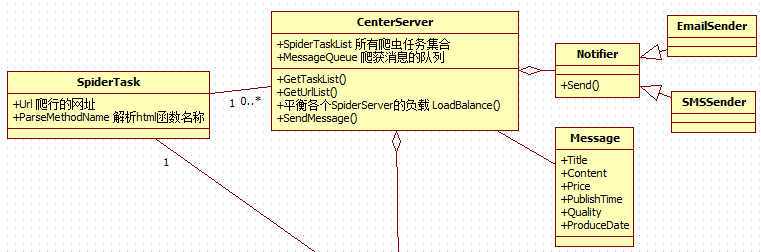 CenterServer
+SpiderTaskList 所有爬虫任务集合
+MessageQueue 爬获消息的队列
+GetTaskList()
+GetUrlList()
+平衡各个SpiderServer的负载 LoadBalance()
+SendMessage()
EmailSender
Notifier
+Send()
SMSSender
SpiderTask
+Url 爬行的网址
+ParseMethodName 解析html函数名称
1
0..*
1
Message
+Title
+Content
+Price
+PublishTime
+Quality
+ProduceDate